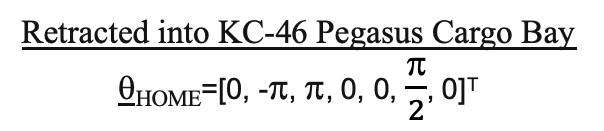 Retracted into KC-46 Pegasus Cargo Bay
θHOME=[0, -π, π, 0, 0, π/2, 0]ᵀ